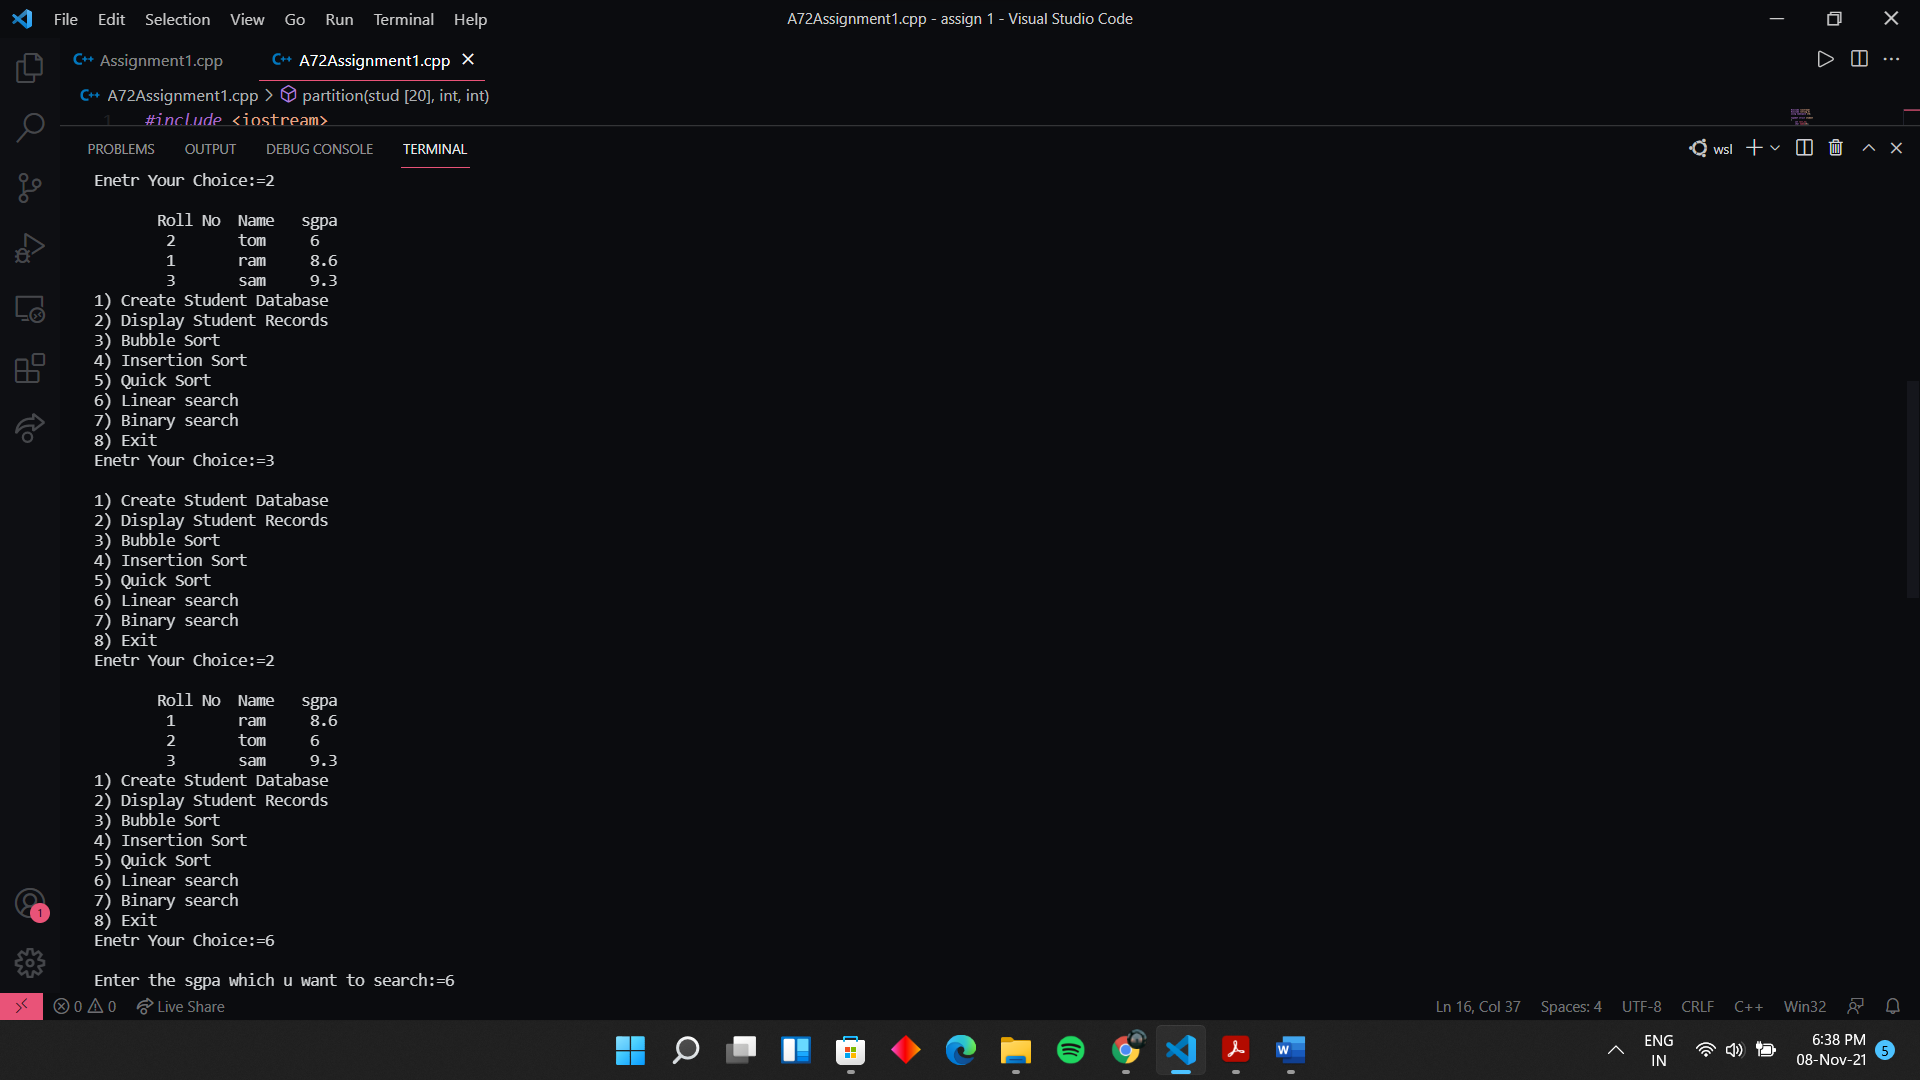 File Edit Selection View Go Run Terminal Help
A72Assignment1.cpp - assign 1 - Visual Studio Code
C++ Assignment1.cpp
C++ A72Assignment1.cpp
C++ A72Assignment1.cpp > partition(stud [20], int, int)
1 #include <iostream>
PROBLEMS OUTPUT DEBUG CONSOLE TERMINAL
wsl
Enetr Your Choice:=2
Roll No Name sgpa
2 tom 6
1 ram 8.6
3 sam 9.3
1) Create Student Database
2) Display Student Records
3) Bubble Sort
4) Insertion Sort
5) Quick Sort
6) Linear search
7) Binary search
8) Exit
Enetr Your Choice:=3
1) Create Student Database
2) Display Student Records
3) Bubble Sort
4) Insertion Sort
5) Quick Sort
6) Linear search
7) Binary search
8) Exit
Enetr Your Choice:=2
Roll No Name sgpa
1 ram 8.6
2 tom 6
3 sam 9.3
1) Create Student Database
2) Display Student Records
3) Bubble Sort
4) Insertion Sort
5) Quick Sort
6) Linear search
7) Binary search
8) Exit
Enetr Your Choice:=6
Enter the sgpa which u want to search:=6
1
0 0 Live Share
Ln 16, Col 37 Spaces: 4 UTF-8 CRLF C++ Win32
W
ENG
IN
6:38 PM
08-Nov-21
5